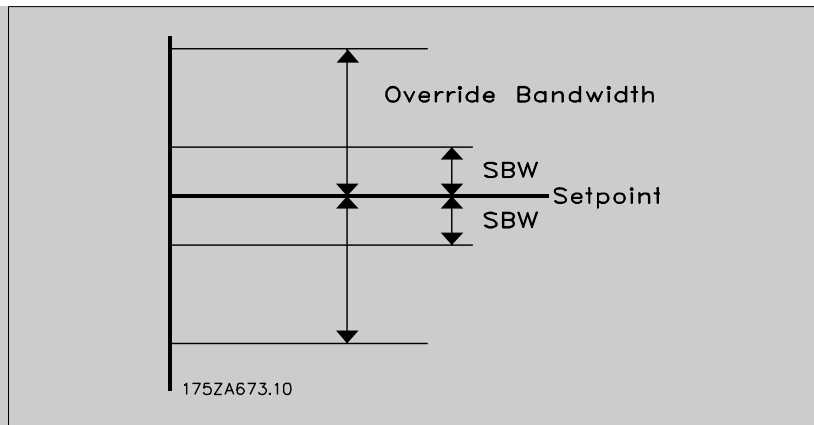 Override Bandwidth
SBW
Setpoint
SBW
175ZA673.10